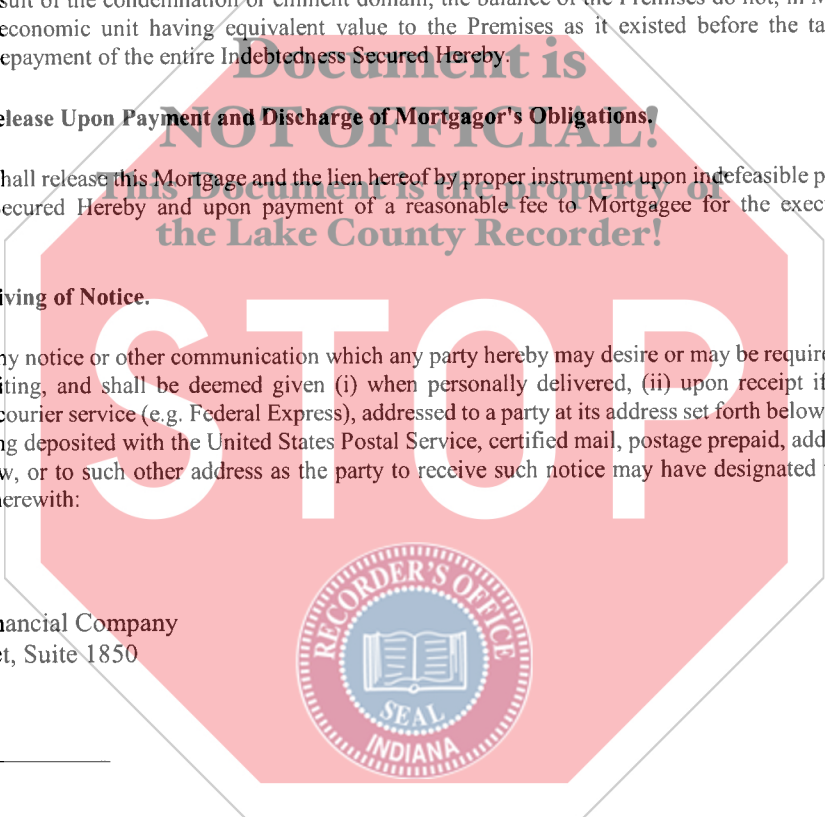 sult of the condemnation or eminent domain, the balance of the Premises do not, in M
economic unit having equivalent value to the Premises as it existed before the ta
epayment of the entire Indebtedness Secured Hereby.
Document is
elease Upon Payment and Discharge of Mortgagor's Obligations.
NOT OFFICIAL!
hall release this Mortgage and the lien hereof by proper instrument upon indefeasible p
This Document is the property of
ecured Hereby and upon payment of a reasonable fee to Mortgagee for the exec
the Lake County Recorder!
iving of Notice.
STOP
ny notice or other communication which any party hereby may desire or may be require
iting, and shall be deemed given (i) when personally delivered, (ii) upon receipt if
courier service (e.g. Federal Express), addressed to a party at its address set forth below
ng deposited with the United States Postal Service, certified mail, postage prepaid, add
w, or to such other address as the party to receive such notice may have designated
herewith:
RECORDER'S OFFICE
SEAL
INDIANA
nancial Company
et, Suite 1850